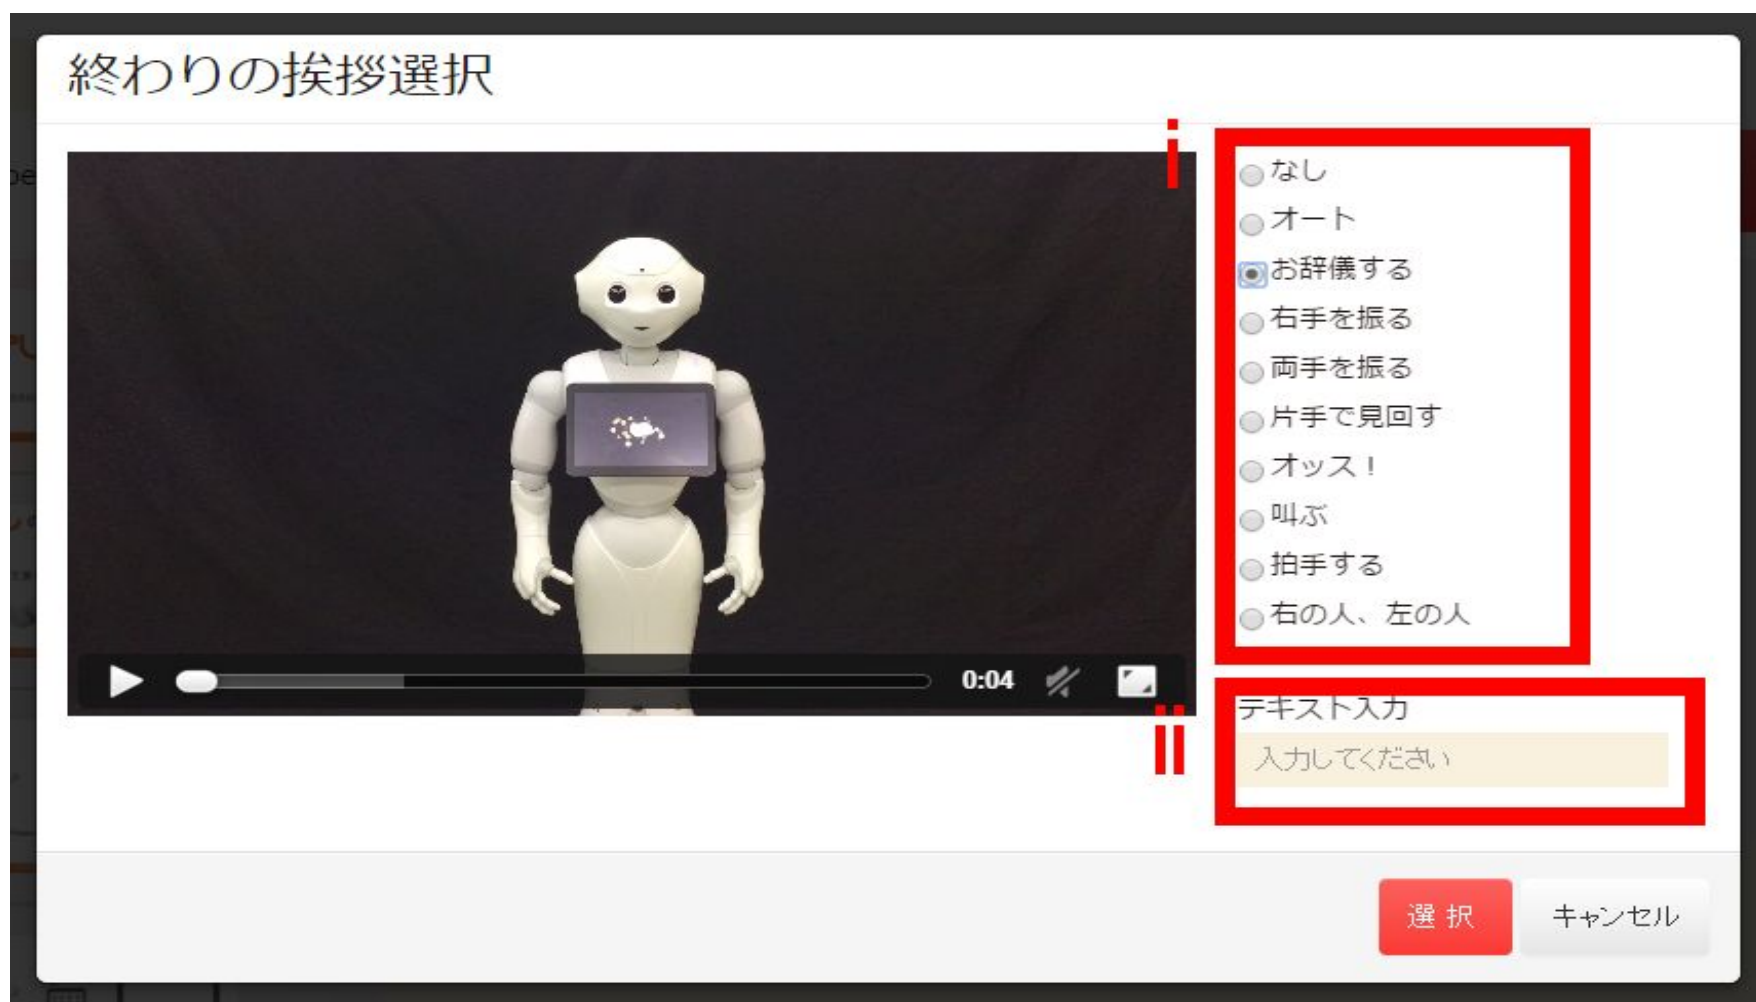 終わりの挨拶選択
i
なし
オート
お辞儀する
右手を振る
両手を振る
片手で見回す
オッス！
叫ぶ
拍手する
右の人、左の人
0:04
ii
テキスト入力
入力してください
選択
キャンセル